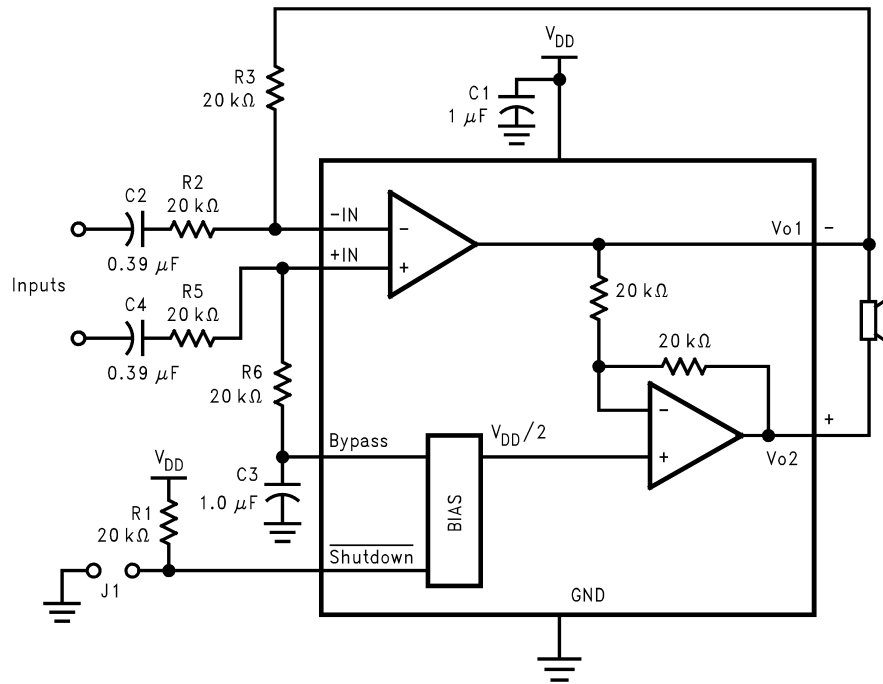 V_DD
R3
20 kΩ
C1
1 μF
C2
R2
20 kΩ
0.39 μF
-IN
+IN
-
+
Vo1
-
Inputs
C4
R5
20 kΩ
0.39 μF
20 kΩ
20 kΩ
R6
20 kΩ
-
+
V_DD/2
+
Vo2
Bypass
C3
1.0 μF
V_DD
R1
20 kΩ
BIAS
Shutdown
J1
GND